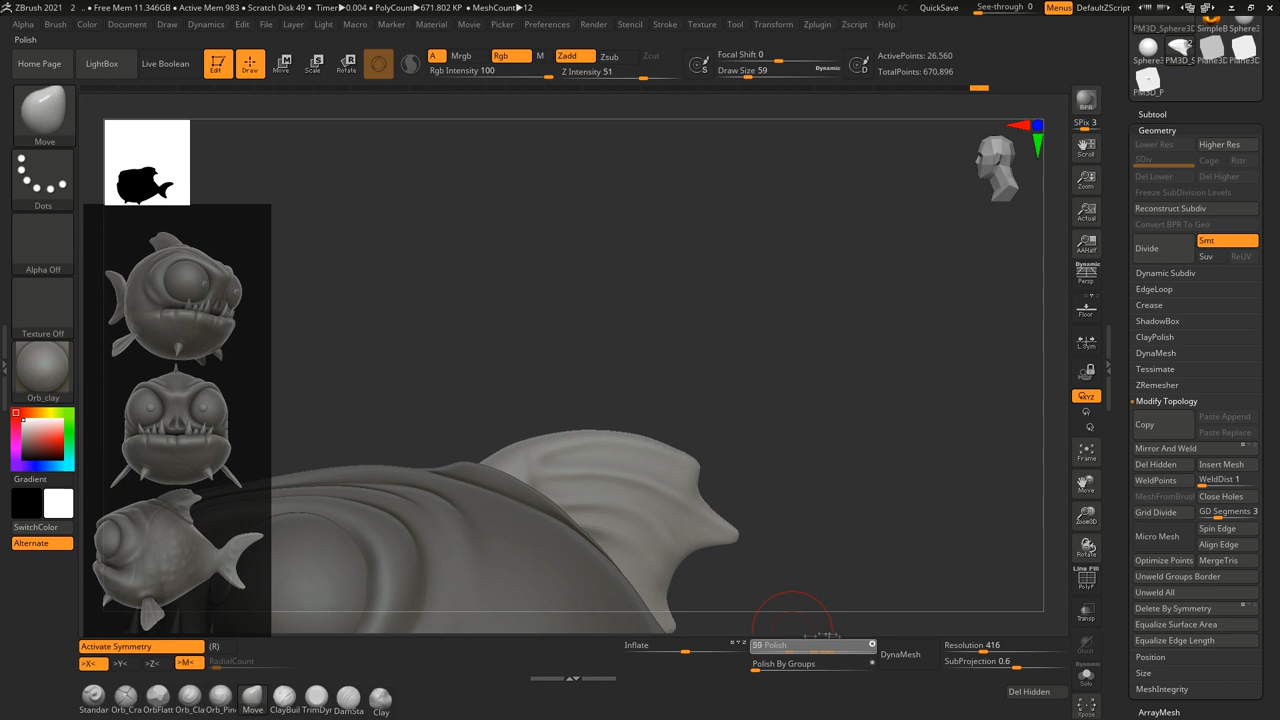 ZBrush 2021 2 .. ● Free Mem 11.346GB ● Active Mem 983 ● Scratch Disk 49 ● Timer▶0.004 ● PolyCount▶671.802 KP ● MeshCount▶12 AC QuickSave See-through 0 Menus DefaultZScript
Alpha Brush Color Document Draw Dynamics Edit File Layer Light Macro Marker Material Movie Picker Preferences Render Stencil Stroke Texture Tool Transform Zplugin Zscript Help
Polish
Home Page LightBox Live Boolean Edit Draw Move Scale Rotate
A Mrgb Rgb M Zadd Zsub Zcut
Rgb Intensity 100 Z Intensity 51
S Focal Shift 0
Draw Size 59 Dynamic
D ActivePoints: 26,560
TotalPoints: 670,896
Move
Dots
Alpha Off
Texture Off
Orb_clay
Gradient
SwitchColor
Alternate
BPR
SPix 3
Scroll
Zoom
Actual
AAHalf
Dynamic
Persp
Floor
L.Sym
XYZ
Frame
Move
Zoom3D
Rotate
Line Fill
PolyF
Transp
Ghost
Dynamic
Solo
Xpose
PM3D_Sphere3D SimpleB Sphere3
Sphere3 PM3D_S Plane3D Plane3D
PM3D_P
Subtool
Geometry
Lower Res Higher Res
SDiv Cage Rstr
Del Lower Del Higher
Freeze SubDivision Levels
Reconstruct Subdiv
Convert BPR To Geo
Divide Smt
Suv ReUV
Dynamic Subdiv
EdgeLoop
Crease
ShadowBox
ClayPolish
DynaMesh
Tessimate
ZRemesher
Modify Topology
Copy Paste Append
Paste Replace
Mirror And Weld
Del Hidden Insert Mesh
WeldPoints WeldDist 1
MeshFromBrush Close Holes
Grid Divide GD Segments 3
Micro Mesh Spin Edge
Align Edge
Optimize Points MergeTris
Unweld Groups Border
Unweld All
Delete By Symmetry
Equalize Surface Area
Equalize Edge Length
Position
Size
MeshIntegrity
ArrayMesh
Activate Symmetry (R)
>X< >Y< >Z< >M< RadialCount
Inflate
59 Polish
Polish By Groups
DynaMesh
Resolution 416
SubProjection 0.6
Del Hidden
Standar Orb_Cra OrbFlatt Orb_Cla Orb_Pin Move ClayBuil TrimDyr DamSta Clay